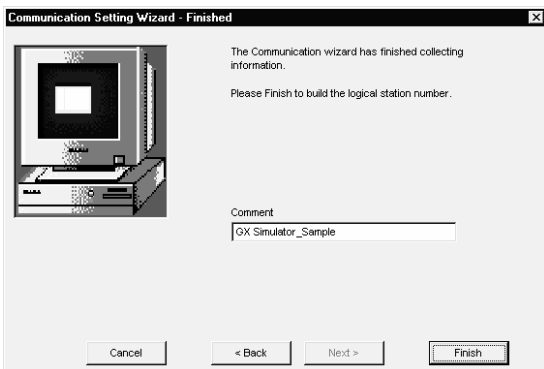 Communication Setting Wizard - Finished
The Communication wizard has finished collecting
information.
Please Finish to build the logical station number.
Comment
GX Simulator_Sample
Cancel
< Back
Next >
Finish